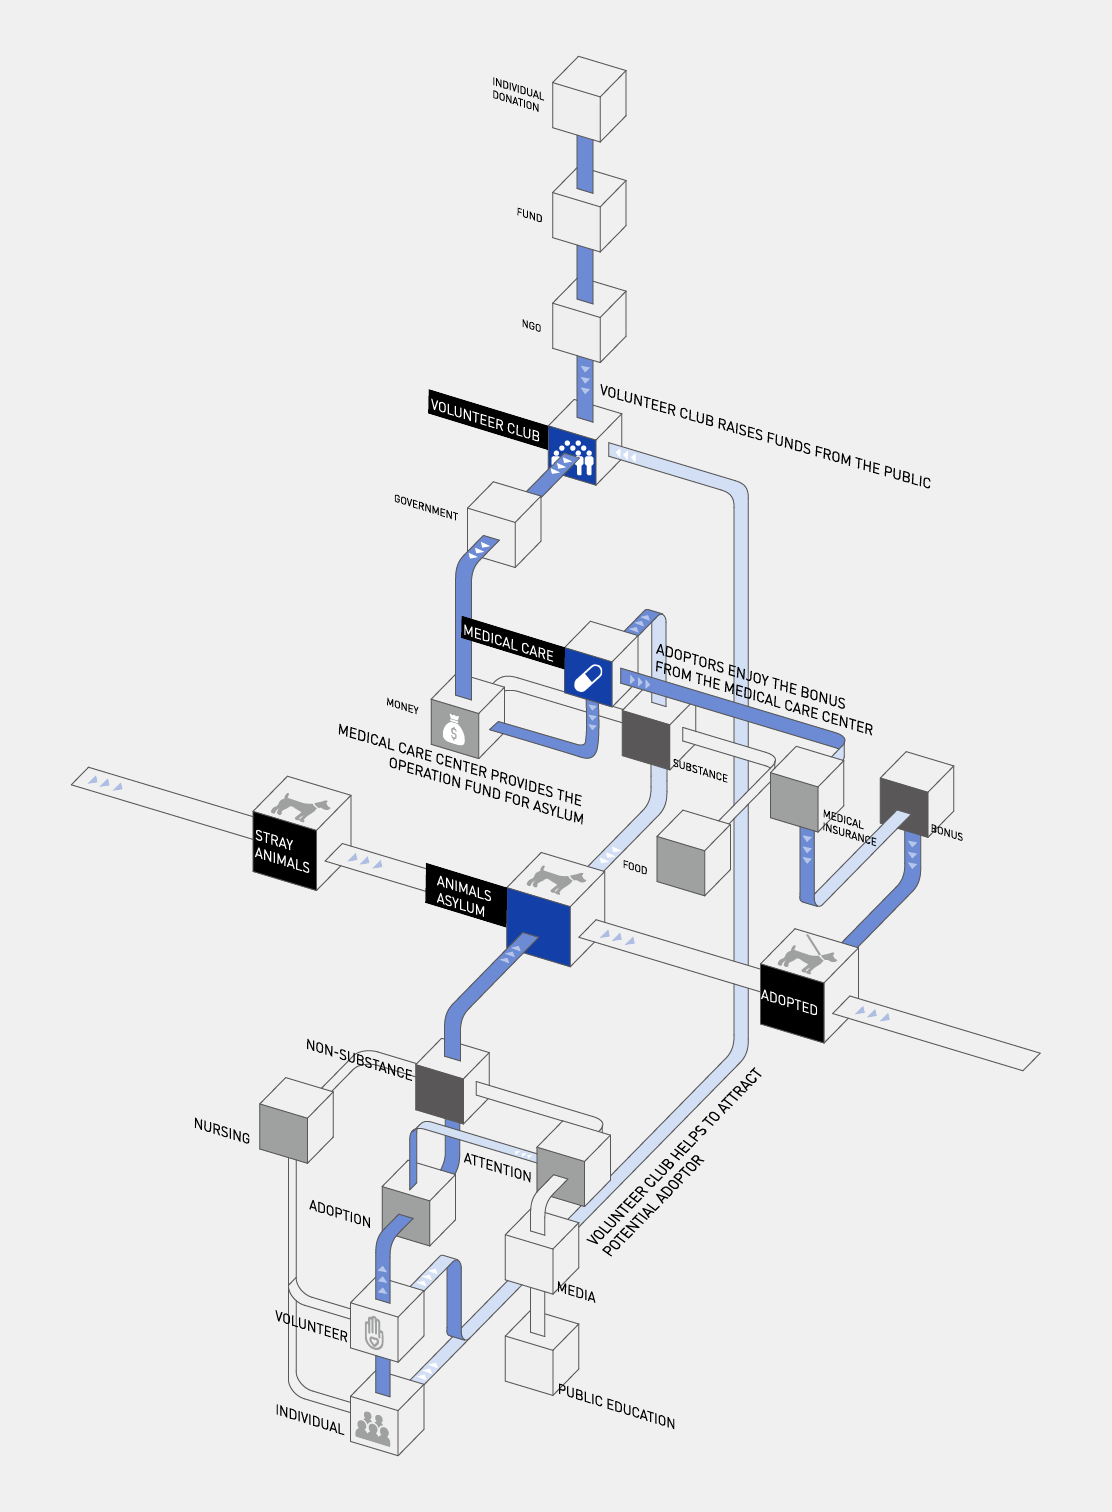 INDIVIDUAL
DONATION
FUND
NGO
VOLUNTEER CLUB
VOLUNTEER CLUB RAISES FUNDS FROM THE PUBLIC
GOVERNMENT
MEDICAL CARE
ADOPTORS ENJOY THE BONUS
FROM THE MEDICAL CARE CENTER
MONEY
$
MEDICAL CARE CENTER PROVIDES THE
OPERATION FUND FOR ASYLUM
SUBSTANCE
MEDICAL
INSURANCE
BONUS
STRAY
ANIMALS
FOOD
ANIMALS
ASYLUM
ADOPTED
NON-SUBSTANCE
NURSING
ATTENTION
ADOPTION
VOLUNTEER CLUB HELPS TO ATTRACT
POTENTIAL ADOPTOR
MEDIA
VOLUNTEER
PUBLIC EDUCATION
INDIVIDUAL